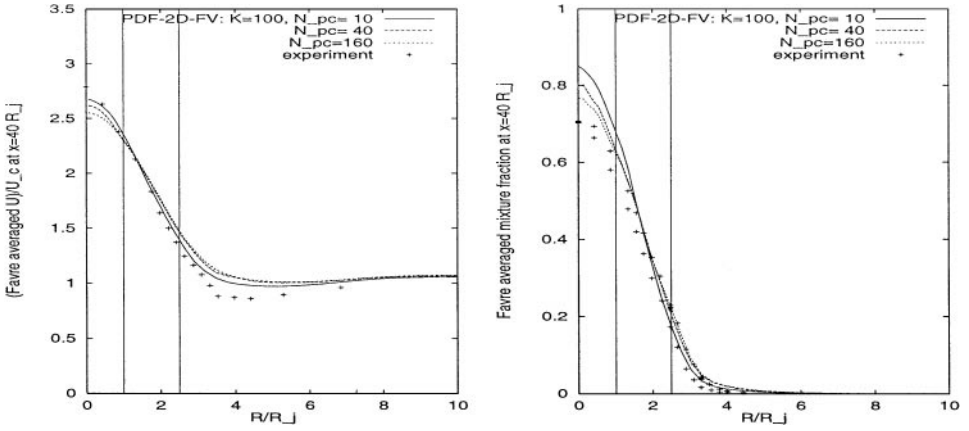 PDF-2D-FV: K=100, N_pc= 10
N_pc= 40
N_pc=160
experiment
(Favre averaged U)/U_c at x=40 R_j
3.5
3
2.5
2
1.5
1
0.5
0
0 2 4 6 8 10
R/R_j
PDF-2D-FV: K=100, N_pc= 10
N_pc= 40
N_pc=160
experiment
Favre averaged mixture fraction at x=40 R_j
1
0.8
0.6
0.4
0.2
0
0 2 4 6 8 10
R/R_j